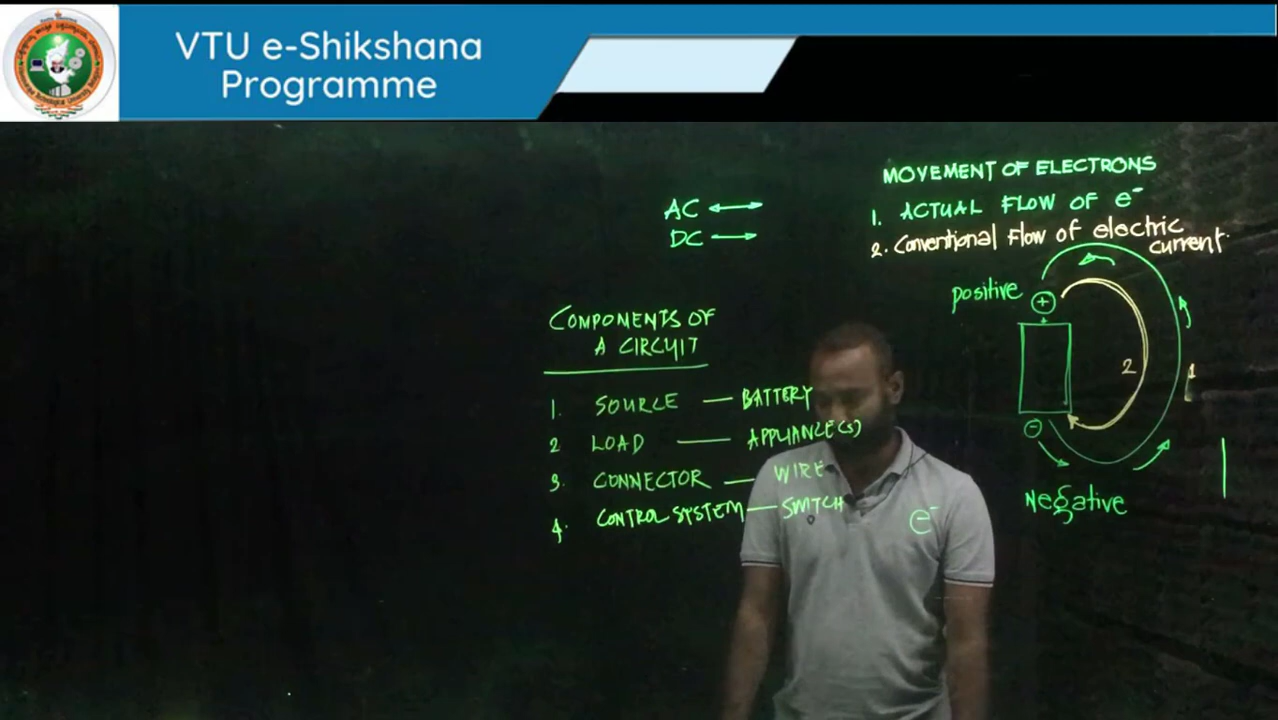 VTU e-Shikshana
Programme
AC
DC
MOVEMENT OF ELECTRONS
1. ACTUAL FLOW OF e⁻
2. Conventional Flow of electric
current.
COMPONENTS OF
A CIRCUIT
1. SOURCE — BATTERY
2 LOAD — APPLIANCE(S)
3. CONNECTOR — WIRE
4. CONTROL SYSTEM — SWITCH
positive
+
+
2
1
−
Negative
e⁻